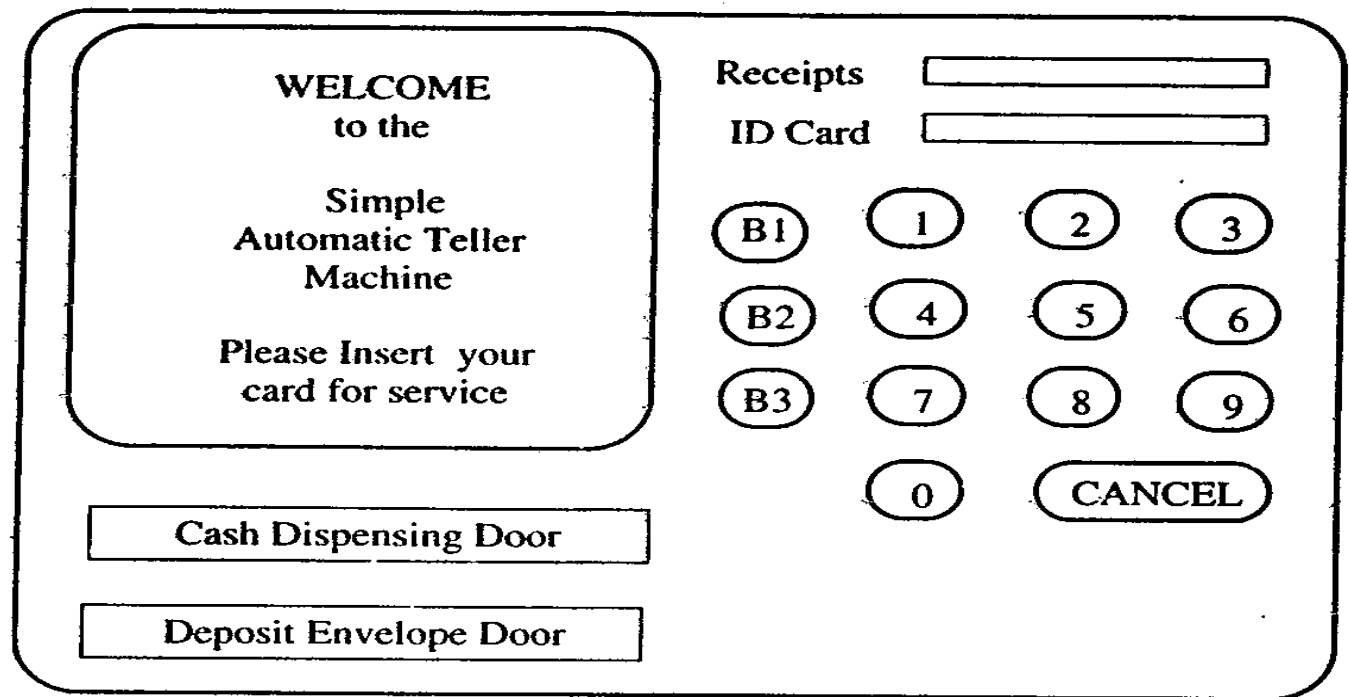 WELCOME
to the
Simple
Automatic Teller
Machine
Please Insert your
card for service
Cash Dispensing Door
Deposit Envelope Door
Receipts
ID Card
B1 1 2 3
B2 4 5 6
B3 7 8 9
0 CANCEL